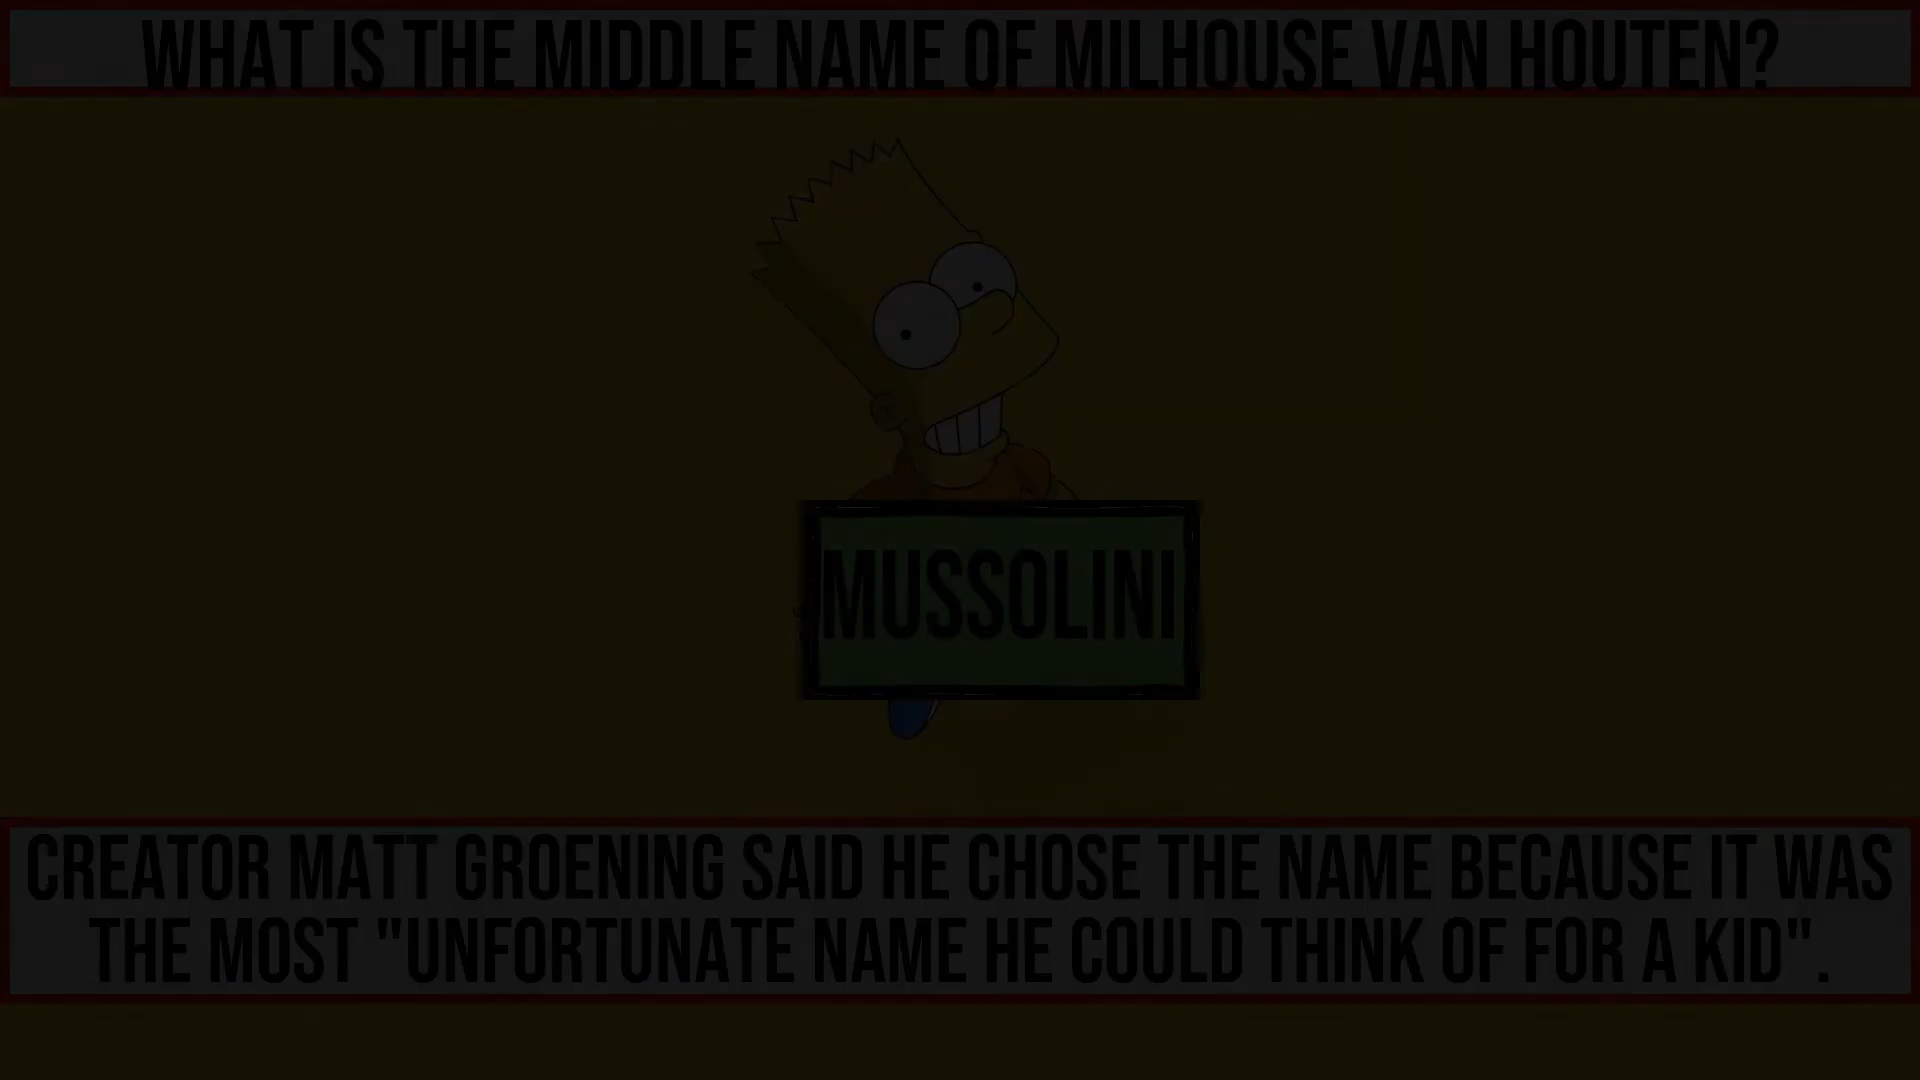 WHAT IS THE MIDDLE NAME OF MILHOUSE VAN HOUTEN?
MUSSOLINI
CREATOR MATT GROENING SAID HE CHOSE THE NAME BECAUSE IT WAS
THE MOST "UNFORTUNATE NAME HE COULD THINK OF FOR A KID".